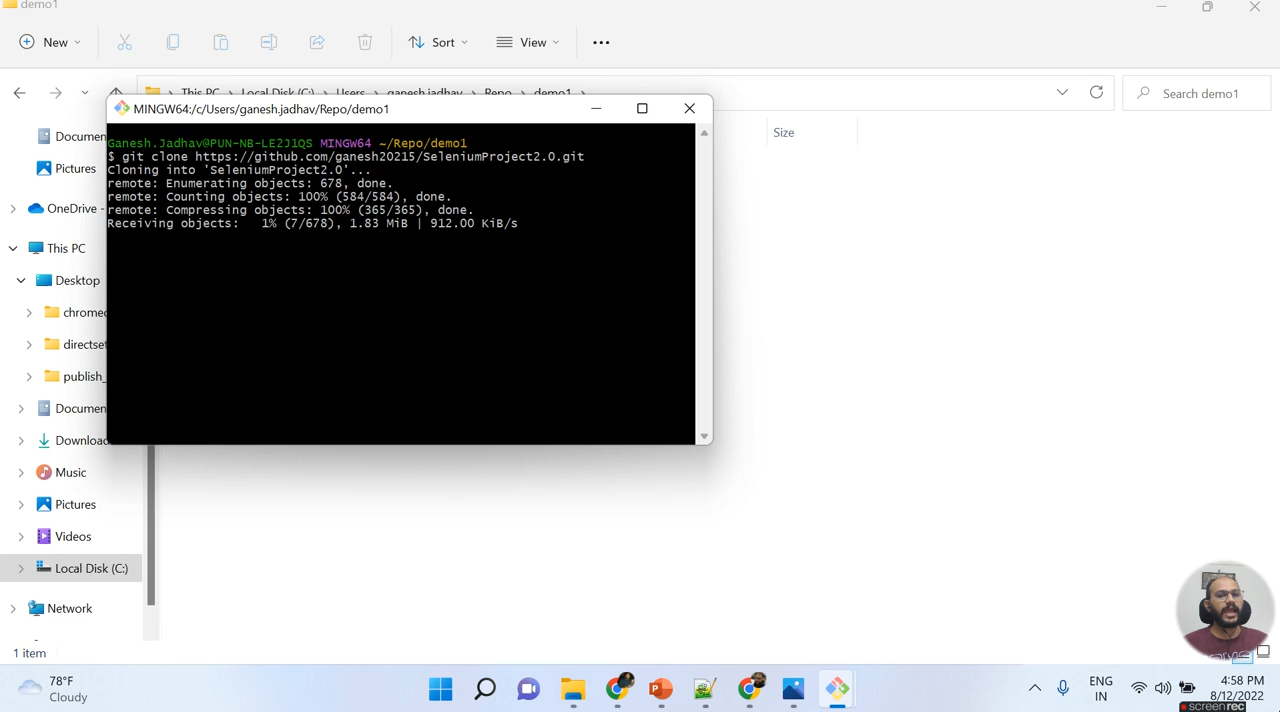 demo1
New
Sort
View
This PC > Local Disk (C:) > Users > ganesh.jadhav > Repo > demo1 >
Search demo1
MINGW64:/c/Users/ganesh.jadhav/Repo/demo1
Size
Ganesh.Jadhav@PUN-NB-LE2J1QS MINGW64 ~/Repo/demo1
$ git clone https://github.com/ganesh20215/SeleniumProject2.0.git
Cloning into 'SeleniumProject2.0'...
remote: Enumerating objects: 678, done.
remote: Counting objects: 100% (584/584), done.
remote: Compressing objects: 100% (365/365), done.
Receiving objects:   1% (7/678), 1.83 MiB | 912.00 KiB/s
Documen
Pictures
OneDrive -
This PC
Desktop
chromed
directset
publish_
Documen
Download
Music
Pictures
Videos
Local Disk (C:)
Network
1 item
78°F
Cloudy
ENG
IN
4:58 PM
8/12/2022
screenrec